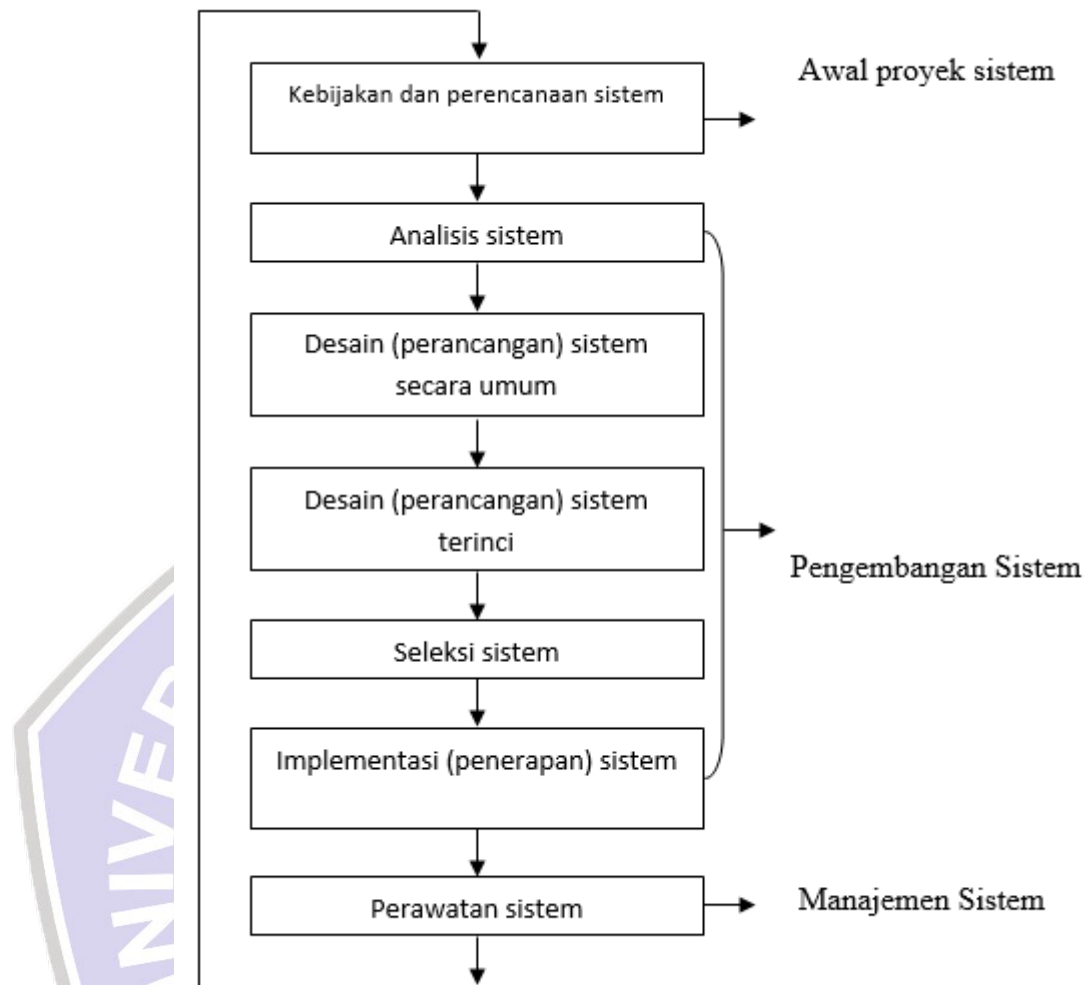 Awal proyek sistem
Kebijakan dan perencanaan sistem
Analisis sistem
Desain (perancangan) sistem
secara umum
Desain (perancangan) sistem
terinci
Pengembangan Sistem
Seleksi sistem
Implementasi (penerapan) sistem
Perawatan sistem
Manajemen Sistem